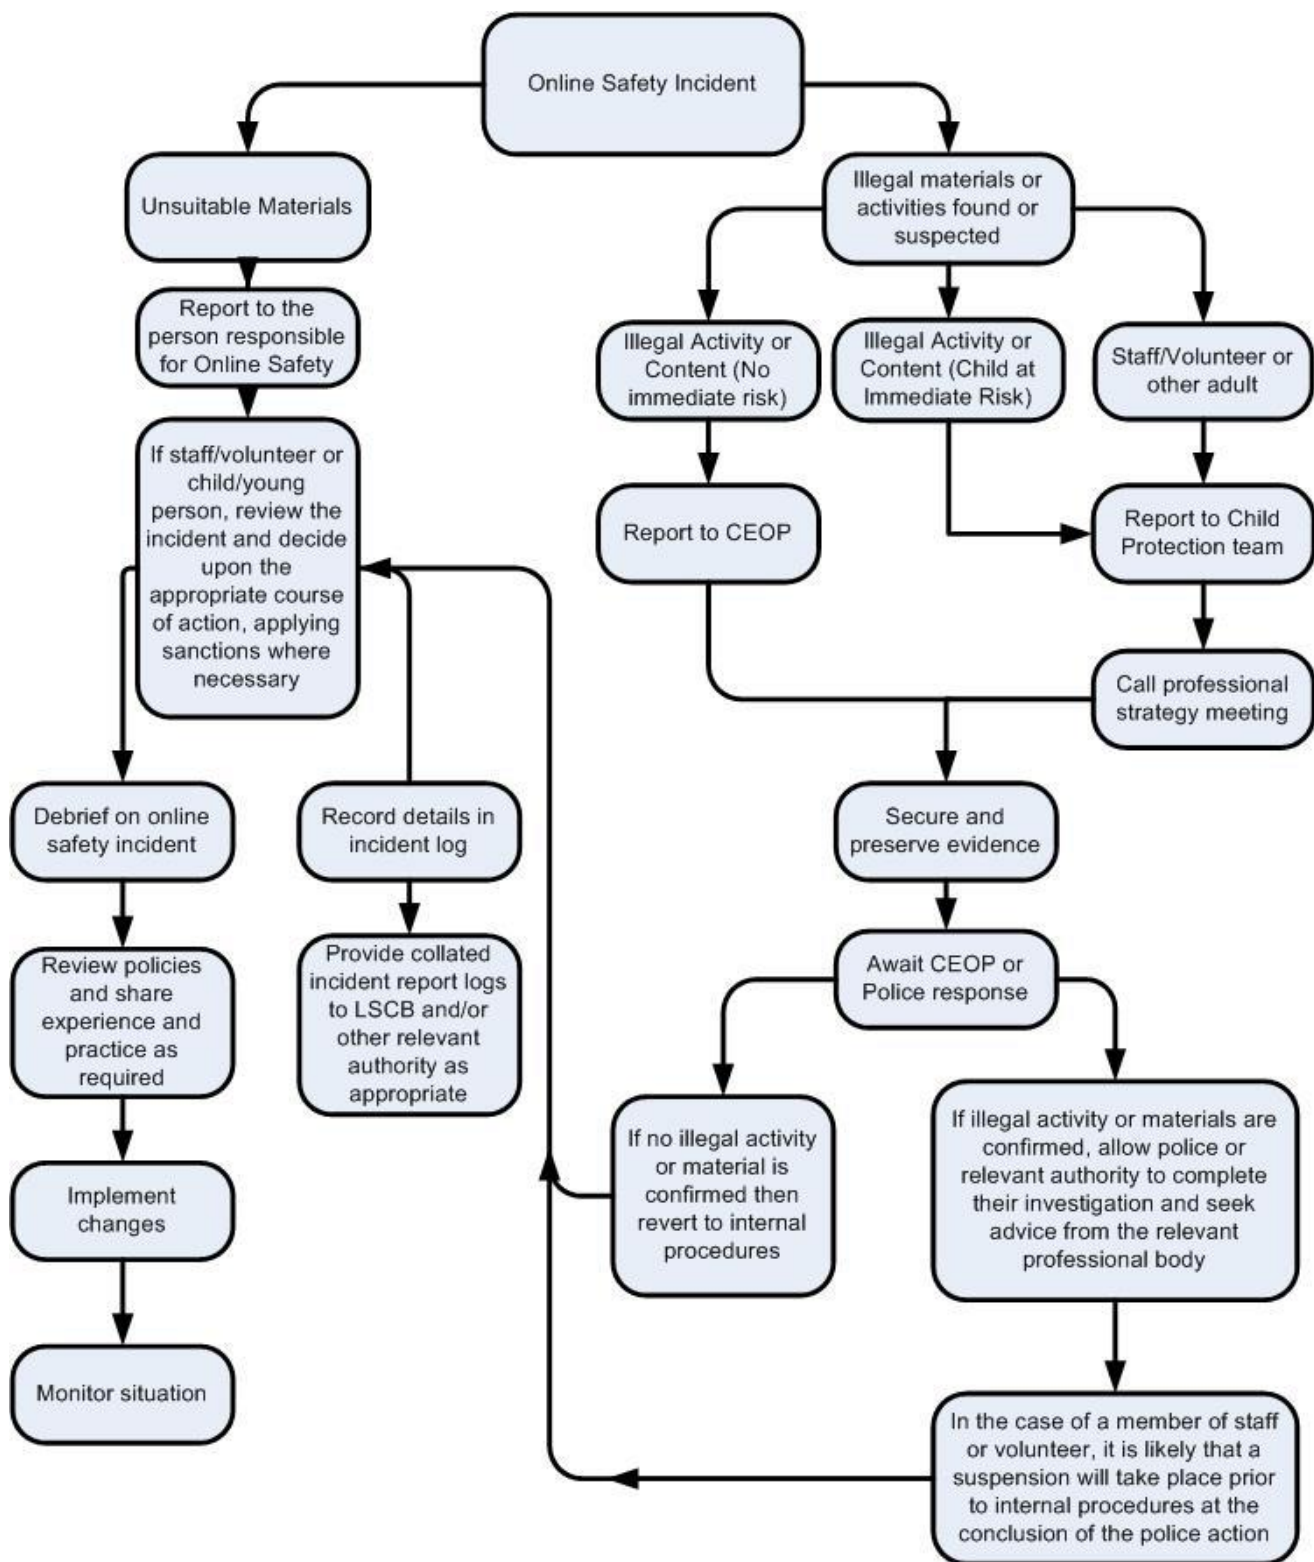 Online Safety Incident
Unsuitable Materials
Illegal materials or
activities found or
suspected
Report to the
person responsible
for Online Safety
Illegal Activity or
Content (No
immediate risk)
Illegal Activity or
Content (Child at
Immediate Risk)
Staff/Volunteer or
other adult
If staff/volunteer or
child/young
person, review the
incident and decide
upon the
appropriate course
of action, applying
sanctions where
necessary
Report to CEOP
Report to Child
Protection team
Call professional
strategy meeting
Debrief on online
safety incident
Record details in
incident log
Secure and
preserve evidence
Review policies
and share
experience and
practice as
required
Provide collated
incident report logs
to LSCB and/or
other relevant
authority as
appropriate
Await CEOP or
Police response
If no illegal activity
or material is
confirmed then
revert to internal
procedures
If illegal activity or materials are
confirmed, allow police or
relevant authority to complete
their investigation and seek
advice from the relevant
professional body
Implement
changes
Monitor situation
In the case of a member of staff
or volunteer, it is likely that a
suspension will take place prior
to internal procedures at the
conclusion of the police action